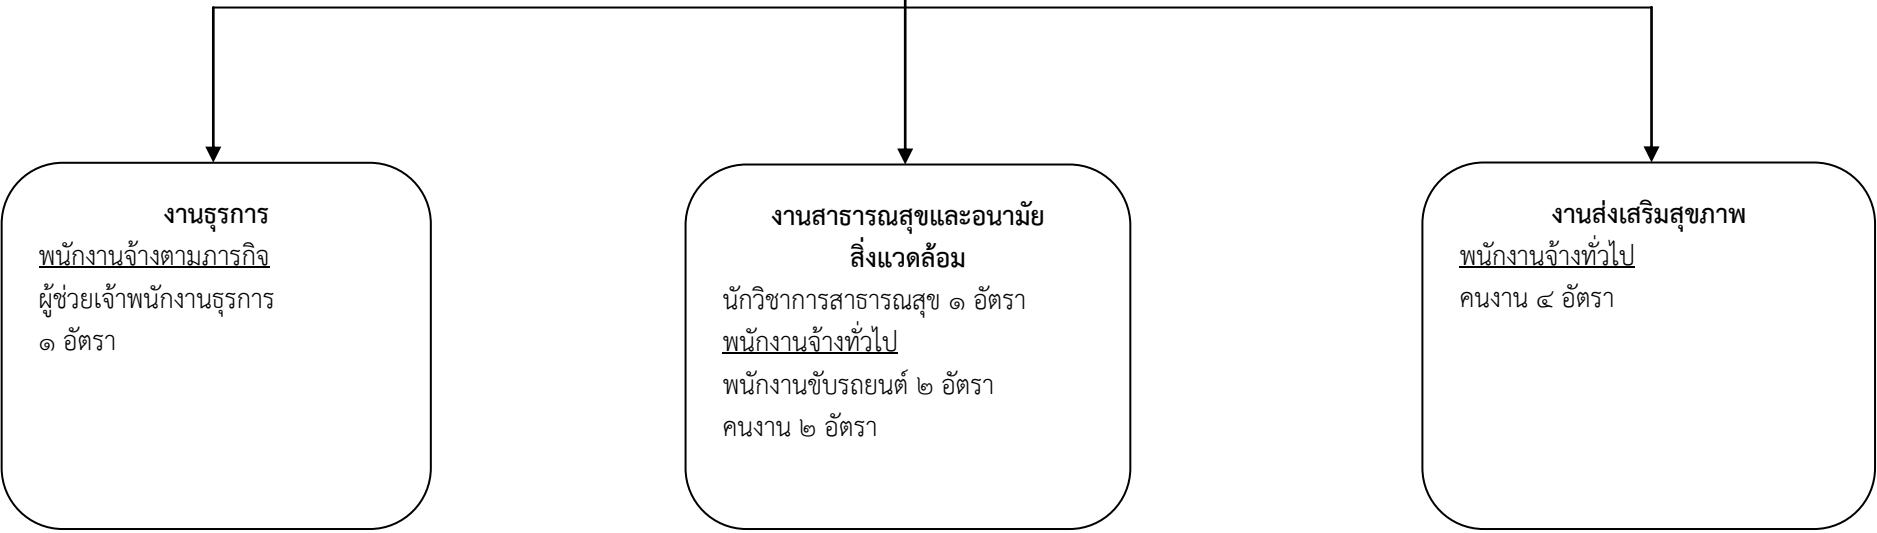 งานธุรการ
พนักงานจ้างตามภารกิจ
ผู้ช่วยเจ้าพนักงานธุรการ
๑ อัตรา
งานสาธารณสุขและอนามัย
สิ่งแวดล้อม
นักวิชาการสาธารณสุข ๑ อัตรา
พนักงานจ้างทั่วไป
พนักงานขับรถยนต์ ๒ อัตรา
คนงาน ๒ อัตรา
งานส่งเสริมสุขภาพ
พนักงานจ้างทั่วไป
คนงาน ๔ อัตรา